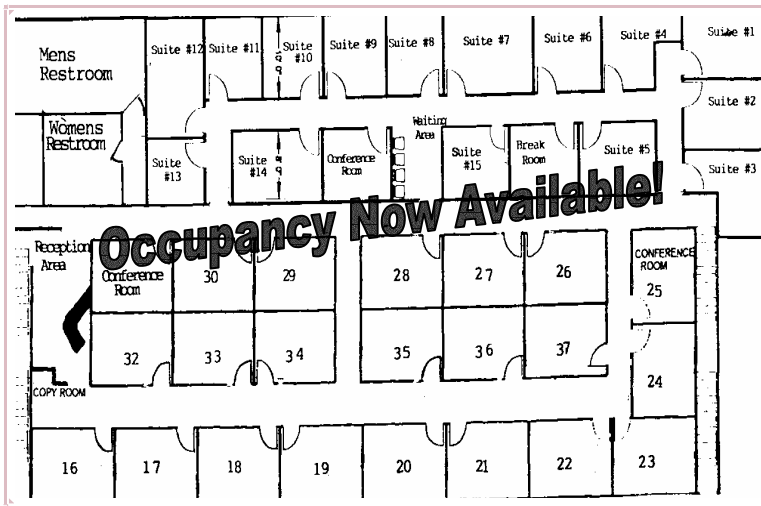 Mens
Restroom
Suite #12
Suite #11
Suite
#10
Suite #9
Suite #8
Suite #7
Suite #6
Suite #4
Suite #1
Suite #2
Womens
Restroom
Suite
#13
Suite
#14
Conference
Room
Waiting
Area
Suite
#15
Break
Room
Suite #5
Suite #3
Occupancy Now Available!
Reception
Area
Conference
Room
30
29
28
27
26
CONFERENCE
ROOM
25
32
33
34
35
36
37
24
COPY ROOM
16
17
18
19
20
21
22
23